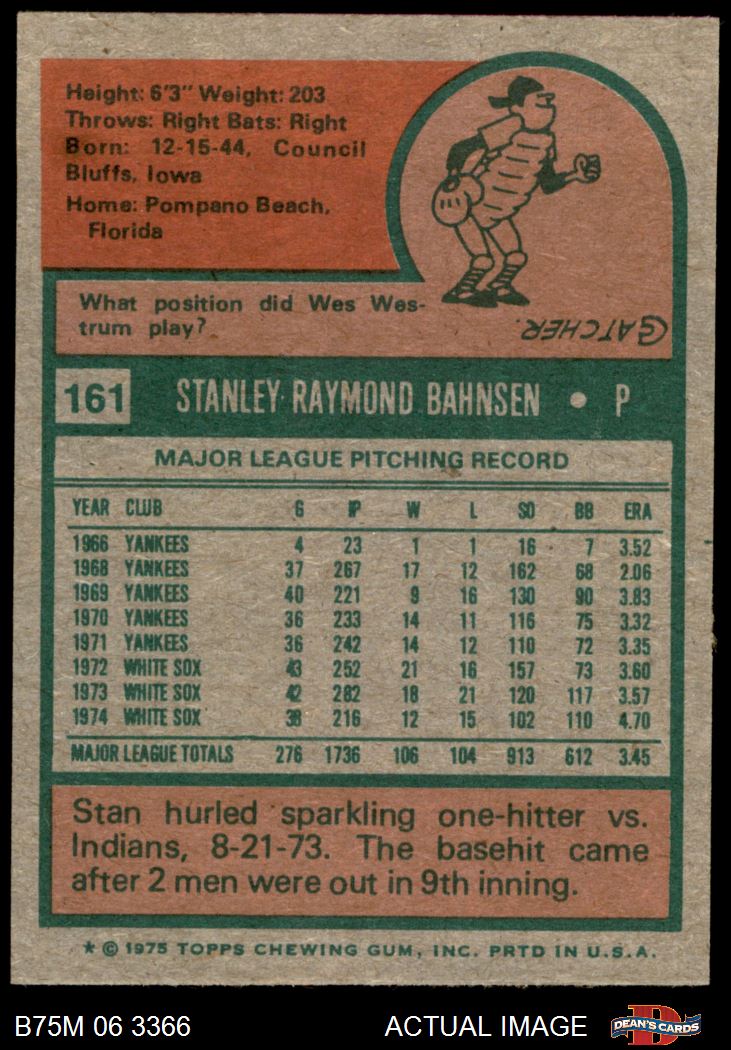 Height: 6'3" Weight: 203
Throws: Right Bats: Right
Born: 12-15-44, Council
Bluffs, Iowa
Home: Pompano Beach,
Florida
What position did Wes Wes-
trum play?
CATCHER.
161 STANLEY RAYMOND BAHNSEN • P
MAJOR LEAGUE PITCHING RECORD
YEAR CLUB G IP W L SO BB ERA
1966 YANKEES 4 23 1 1 16 7 3.52
1968 YANKEES 37 267 17 12 162 68 2.06
1969 YANKEES 40 221 9 16 130 90 3.83
1970 YANKEES 36 233 14 11 116 75 3.32
1971 YANKEES 36 242 14 12 110 72 3.35
1972 WHITE SOX 43 252 21 16 157 73 3.60
1973 WHITE SOX 42 282 18 21 120 117 3.57
1974 WHITE SOX 38 216 12 15 102 110 4.70
MAJOR LEAGUE TOTALS 276 1736 106 104 913 612 3.45
Stan hurled sparkling one-hitter vs.
Indians, 8-21-73. The basehit came
after 2 men were out in 9th inning.
* © 1975 TOPPS CHEWING GUM, INC. PRTD IN U.S.A.
B75M 06 3366 ACTUAL IMAGE
D
DEAN'S CARDS